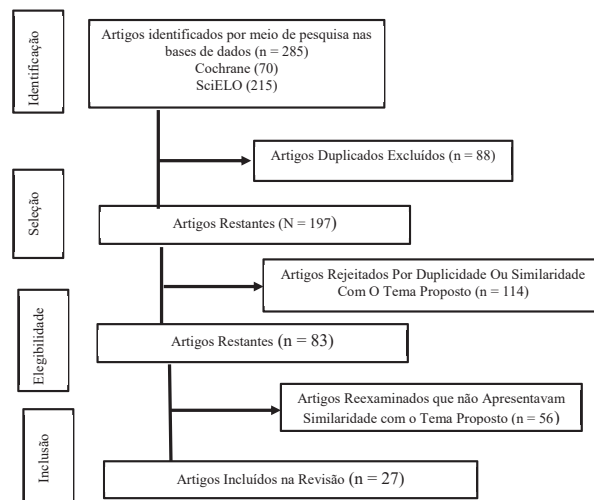 Identificação
Artigos identificados por meio de pesquisa nas
bases de dados (n = 285)
Cochrane (70)
SciELO (215)
Artigos Duplicados Excluídos (n = 88)
Seleção
Artigos Restantes (N = 197)
Artigos Rejeitados Por Duplicidade Ou Similaridade
Com O Tema Proposto (n = 114)
Elegibilidade
Artigos Restantes (n = 83)
Artigos Reexaminados que não Apresentavam
Similaridade com o Tema Proposto (n = 56)
Inclusão
Artigos Incluídos na Revisão (n = 27)